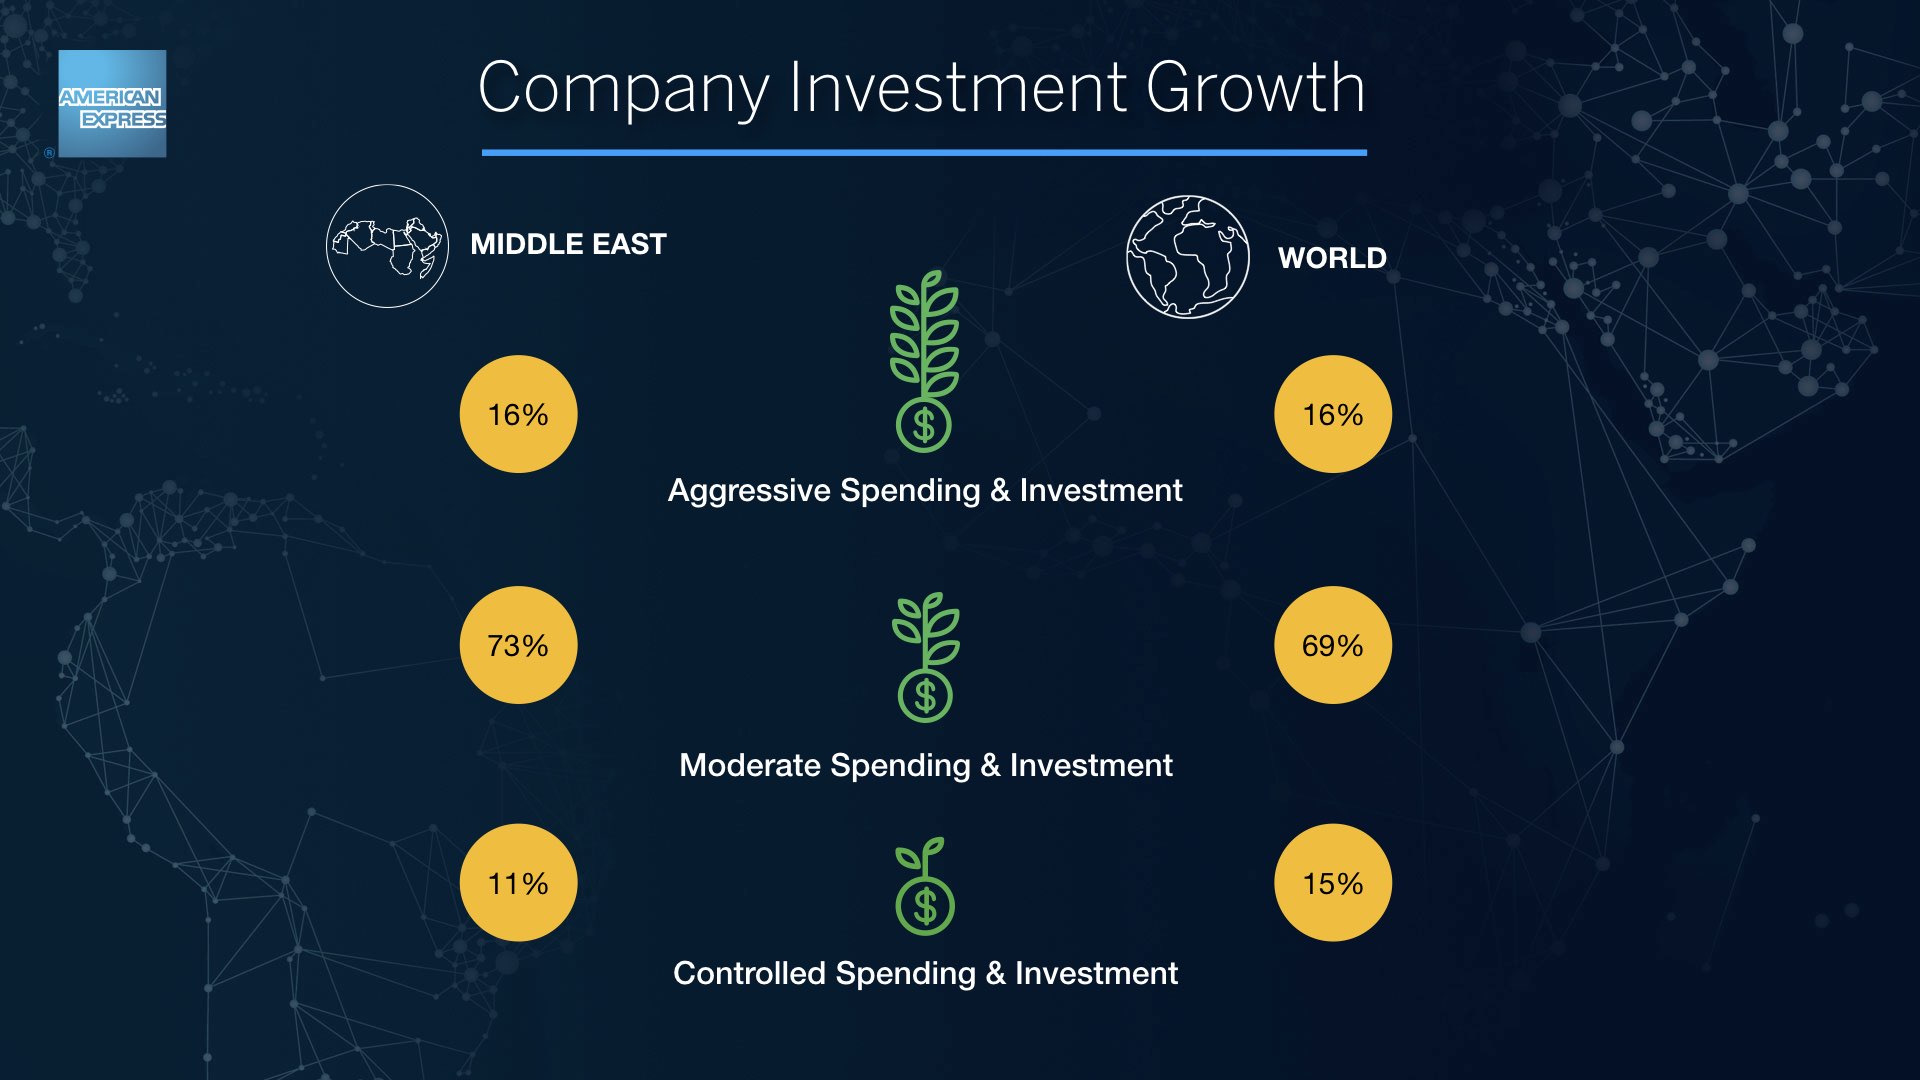 AMERICAN
EXPRESS
®
Company Investment Growth
MIDDLE EAST
WORLD
16%
16%
$
Aggressive Spending & Investment
73%
69%
$
Moderate Spending & Investment
11%
15%
$
Controlled Spending & Investment